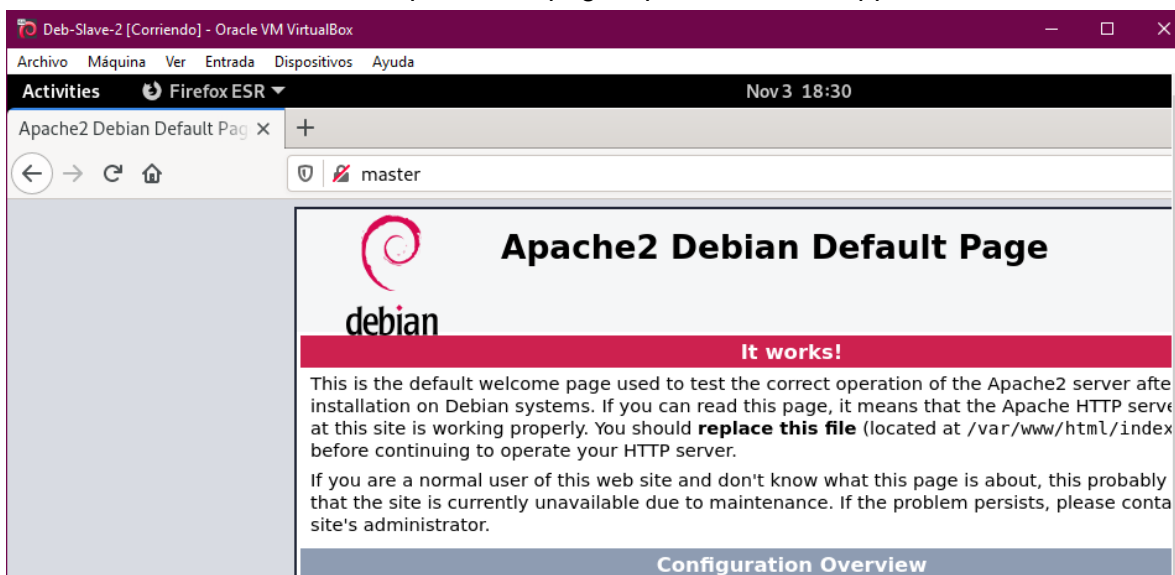 Deb-Slave-2 [Corriendo] - Oracle VM VirtualBox
Archivo Máquina Ver Entrada Dispositivos Ayuda
Activities Firefox ESR Nov 3 18:30
Apache2 Debian Default Pag
master
debian
Apache2 Debian Default Page
It works!
This is the default welcome page used to test the correct operation of the Apache2 server afte
installation on Debian systems. If you can read this page, it means that the Apache HTTP serve
at this site is working properly. You should replace this file (located at /var/www/html/index
before continuing to operate your HTTP server.
If you are a normal user of this web site and don't know what this page is about, this probably
that the site is currently unavailable due to maintenance. If the problem persists, please conta
site's administrator.
Configuration Overview